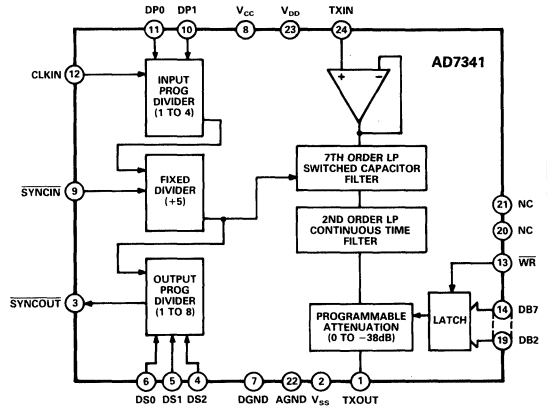 DP0 DP1 VCC VDD TXIN
11 10 8 23 24
AD7341
CLKIN 12
INPUT
PROG
DIVIDER
(1 TO 4)
+ −
7TH ORDER LP
SWITCHED CAPACITOR
FILTER
SYNCIN 9
FIXED
DIVIDER
(+5)
2ND ORDER LP
CONTINUOUS TIME
FILTER
21 NC
20 NC
13 WR
SYNCOUT 3
OUTPUT
PROG
DIVIDER
(1 TO 8)
PROGRAMMABLE
ATTENUATION
(0 TO −38dB)
LATCH
14 DB7
19 DB2
6 5 4 7 22 2 1
DS0 DS1 DS2 DGND AGND VSS TXOUT